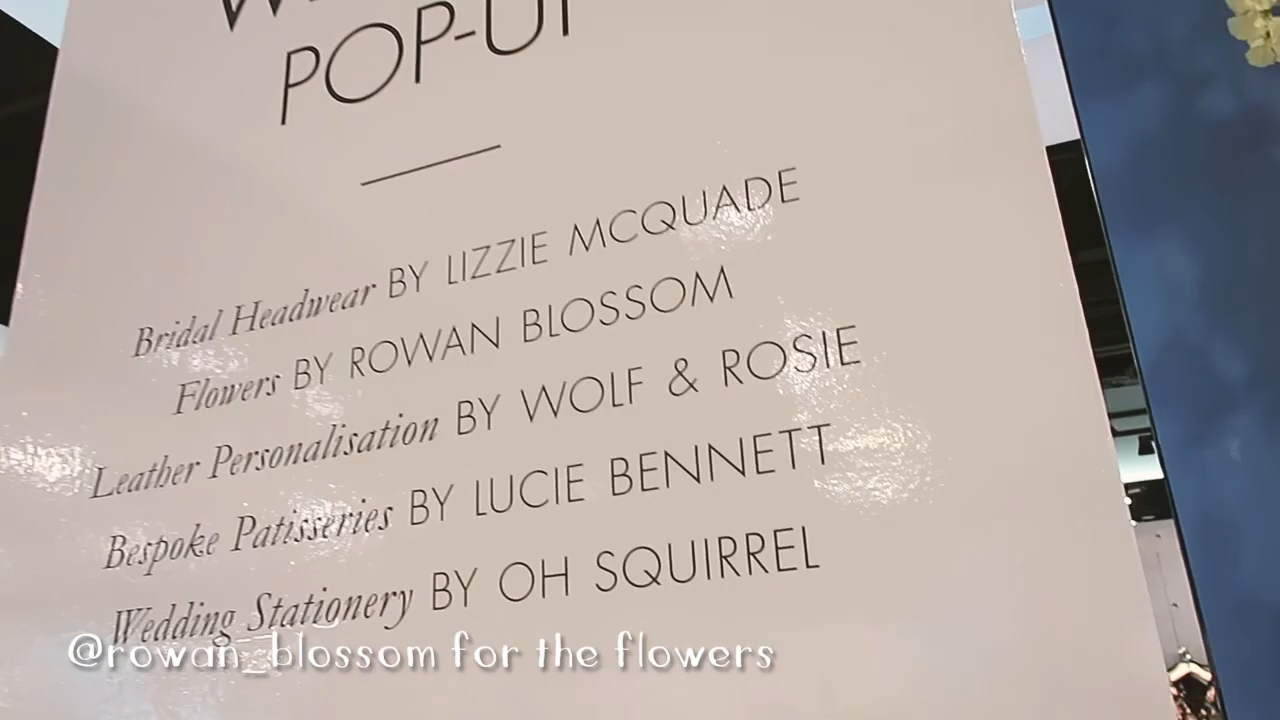 POP-UP
Bridal Headwear BY LIZZIE MCQUADE
Flowers BY ROWAN BLOSSOM
Leather Personalisation BY WOLF & ROSIE
Bespoke Patisseries BY LUCIE BENNETT
Wedding Stationery BY OH SQUIRREL
@rowan_blossom for the flowers